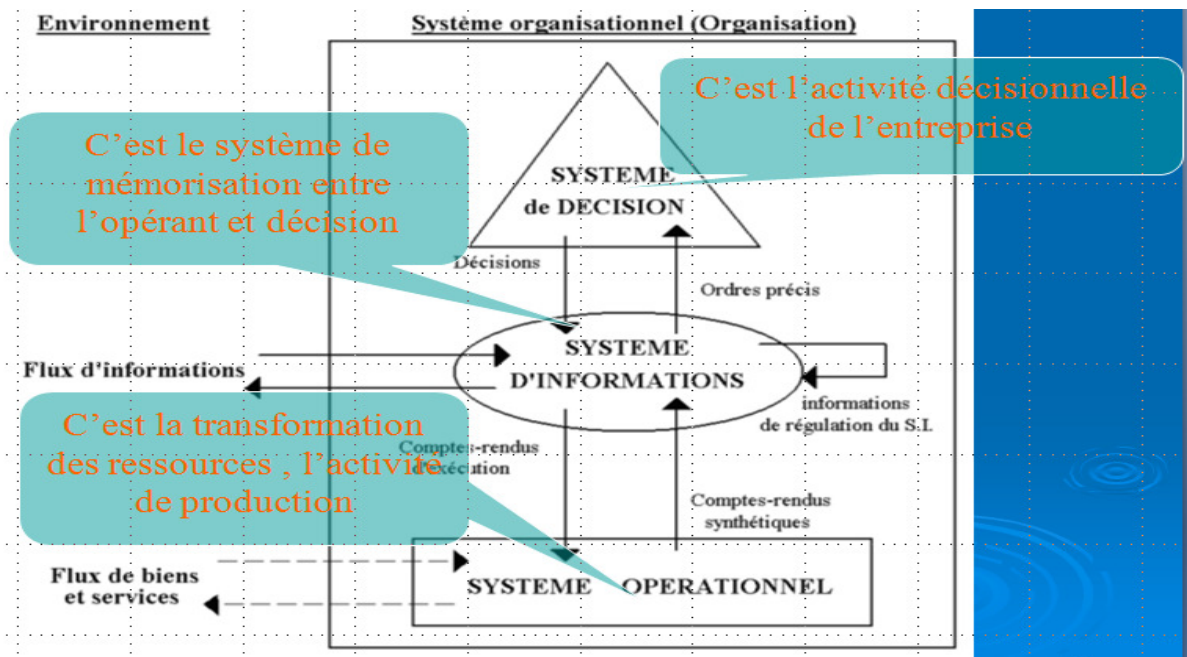 Environnement
Système organisationnel (Organisation)
C'est l'activité décisionnelle
de l'entreprise
C'est le système de
mémorisation entre
l'opérant et décision
SYSTEME
de DECISION
Décisions
Ordres précis
SYSTEME
D'INFORMATIONS
Flux d'informations
informations
de régulation du S.I.
C'est la transformation
des ressources , l'activité
de production
Comptes-rendus
d'exécution
Comptes-rendus
synthétiques
Flux de biens
et services
SYSTEME OPERATIONNEL